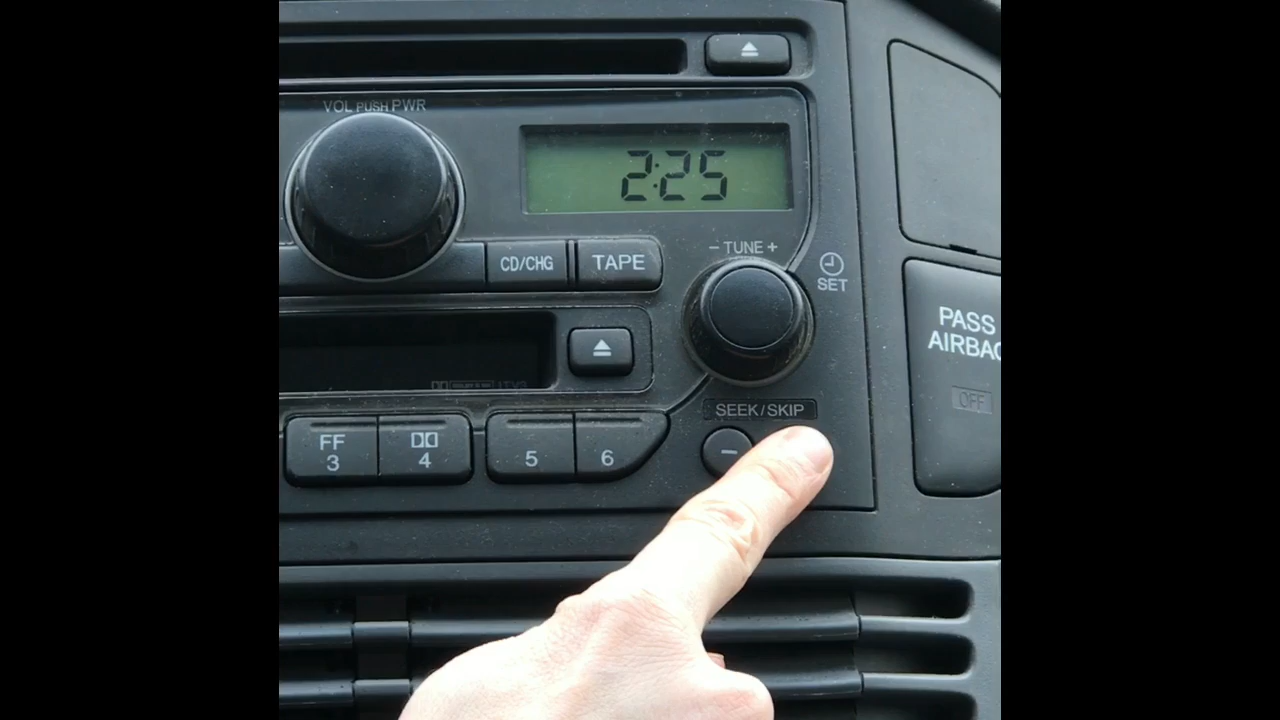 VOL PUSH PWR
2:25
CD/CHG
TAPE
− TUNE +
SET
PASS
AIRBAG
OFF
SEEK/SKIP
−
FF
3
4
5
6